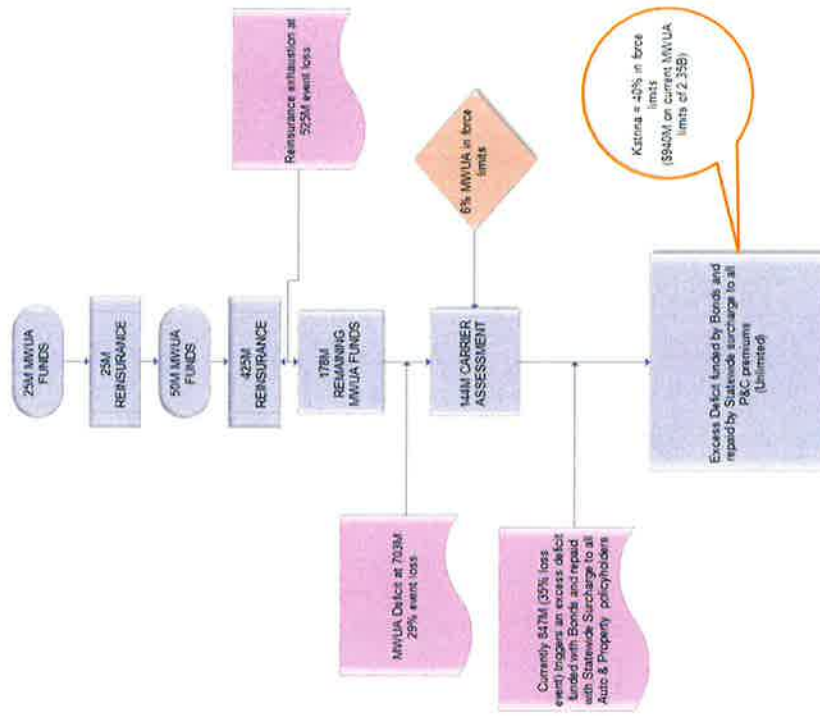 25M MWUA
FUNDS
25M
REINSURANCE
50M MWUA
FUNDS
425M
REINSURANCE
Reinsurance exhaustion at
525M event loss
178M
REMAINING
MWUA FUNDS
MWUA Deficit at 703M
29% event loss
144M CARRIER
ASSESSMENT
6% MWUA in force
limits
Currently 847M (35% loss
event) triggers an excess deficit
funded with Bonds and repaid
with Statewide Surcharge to all
Auto & Property policyholders
Excess Deficit funded by Bonds and
repaid by Statewide surcharge to all
P&C premiums
(Unlimited)
Katrina = 40% in force
limits
($940M on current MWUA
limits of 2.35B)